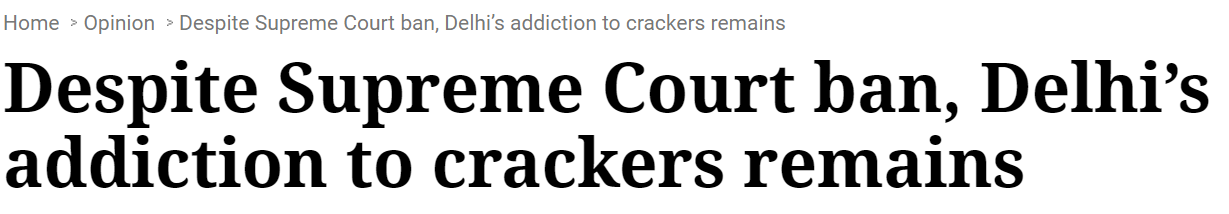 Home > Opinion > Despite Supreme Court ban, Delhi’s addiction to crackers remains
Despite Supreme Court ban, Delhi’s
addiction to crackers remains